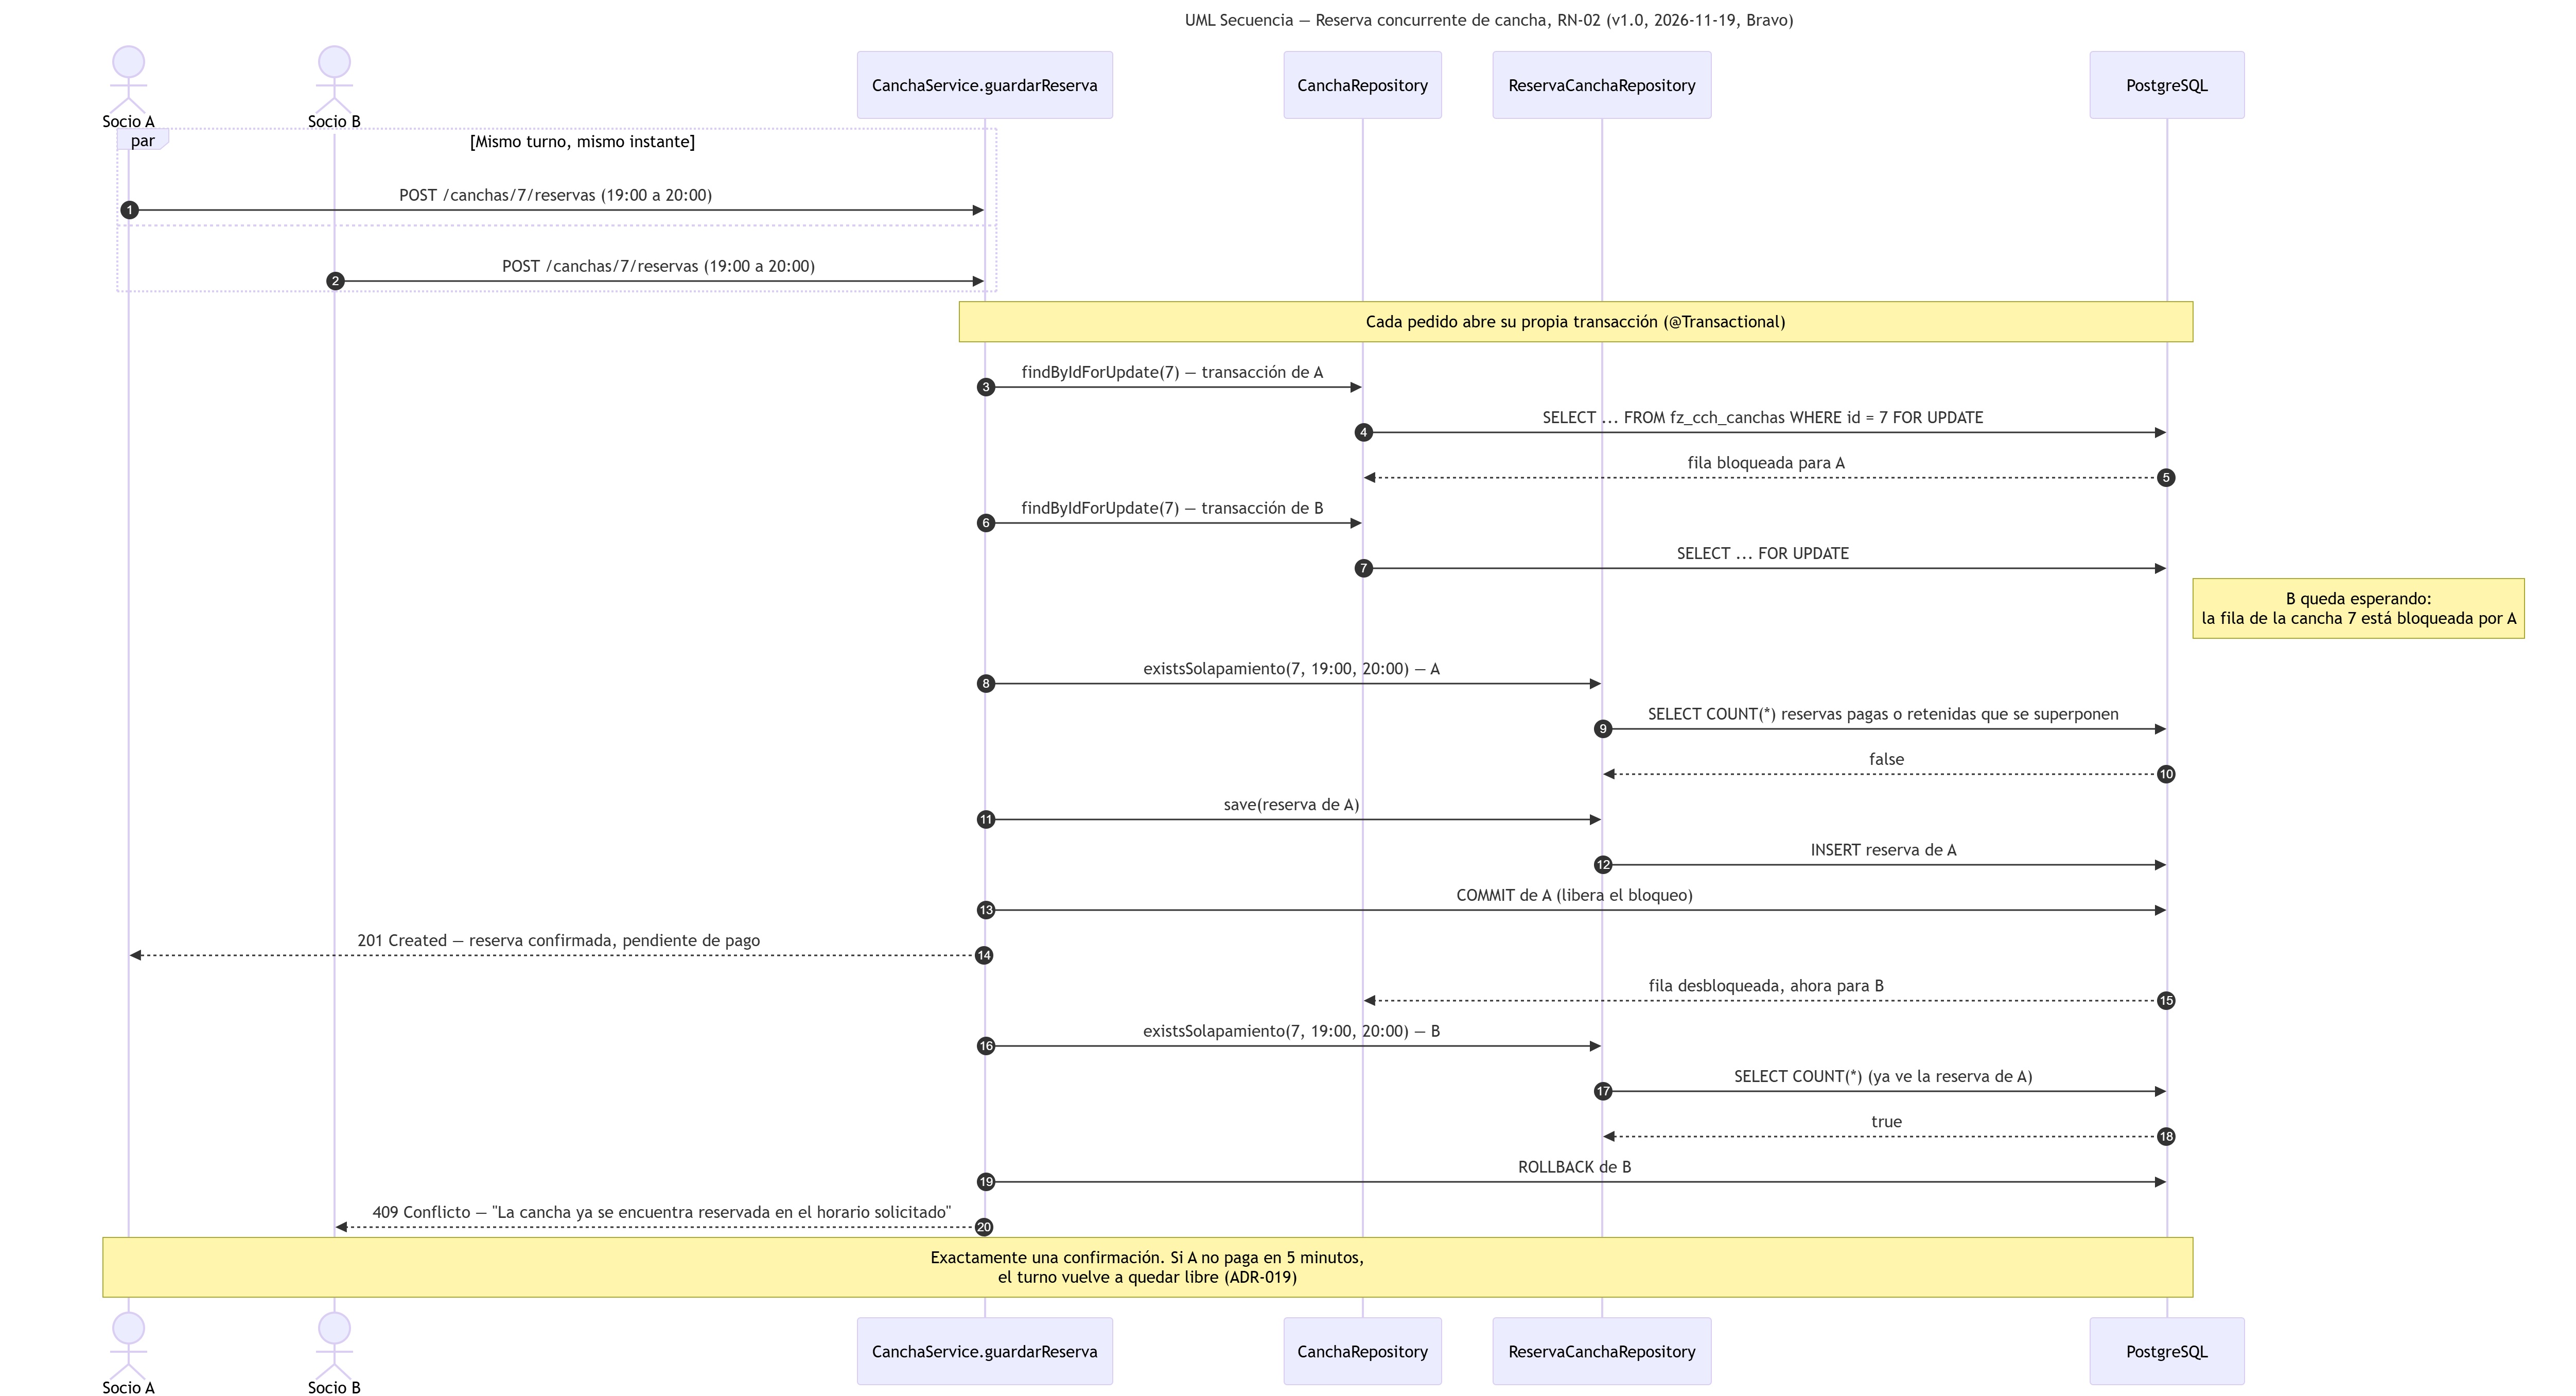 UML Secuencia — Reserva concurrente de cancha, RN-02 (v1.0, 2026-11-19, Bravo)
Socio A
Socio B
CanchaService.guardarReserva
CanchaRepository
ReservaCanchaRepository
PostgreSQL
par
[Mismo turno, mismo instante]
POST /canchas/7/reservas (19:00 a 20:00)
1
POST /canchas/7/reservas (19:00 a 20:00)
2
Cada pedido abre su propia transacción (@Transactional)
findByIdForUpdate(7) — transacción de A
3
SELECT ... FROM fz_cch_canchas WHERE id = 7 FOR UPDATE
4
fila bloqueada para A
5
findByIdForUpdate(7) — transacción de B
6
SELECT ... FOR UPDATE
7
B queda esperando:
la fila de la cancha 7 está bloqueada por A
existsSolapamiento(7, 19:00, 20:00) — A
8
SELECT COUNT(*) reservas pagas o retenidas que se superponen
9
false
10
save(reserva de A)
11
INSERT reserva de A
12
COMMIT de A (libera el bloqueo)
13
201 Created — reserva confirmada, pendiente de pago
14
fila desbloqueada, ahora para B
15
existsSolapamiento(7, 19:00, 20:00) — B
16
SELECT COUNT(*) (ya ve la reserva de A)
17
true
18
ROLLBACK de B
19
409 Conflicto — "La cancha ya se encuentra reservada en el horario solicitado"
20
Exactamente una confirmación. Si A no paga en 5 minutos,
el turno vuelve a quedar libre (ADR-019)
Socio A
Socio B
CanchaService.guardarReserva
CanchaRepository
ReservaCanchaRepository
PostgreSQL